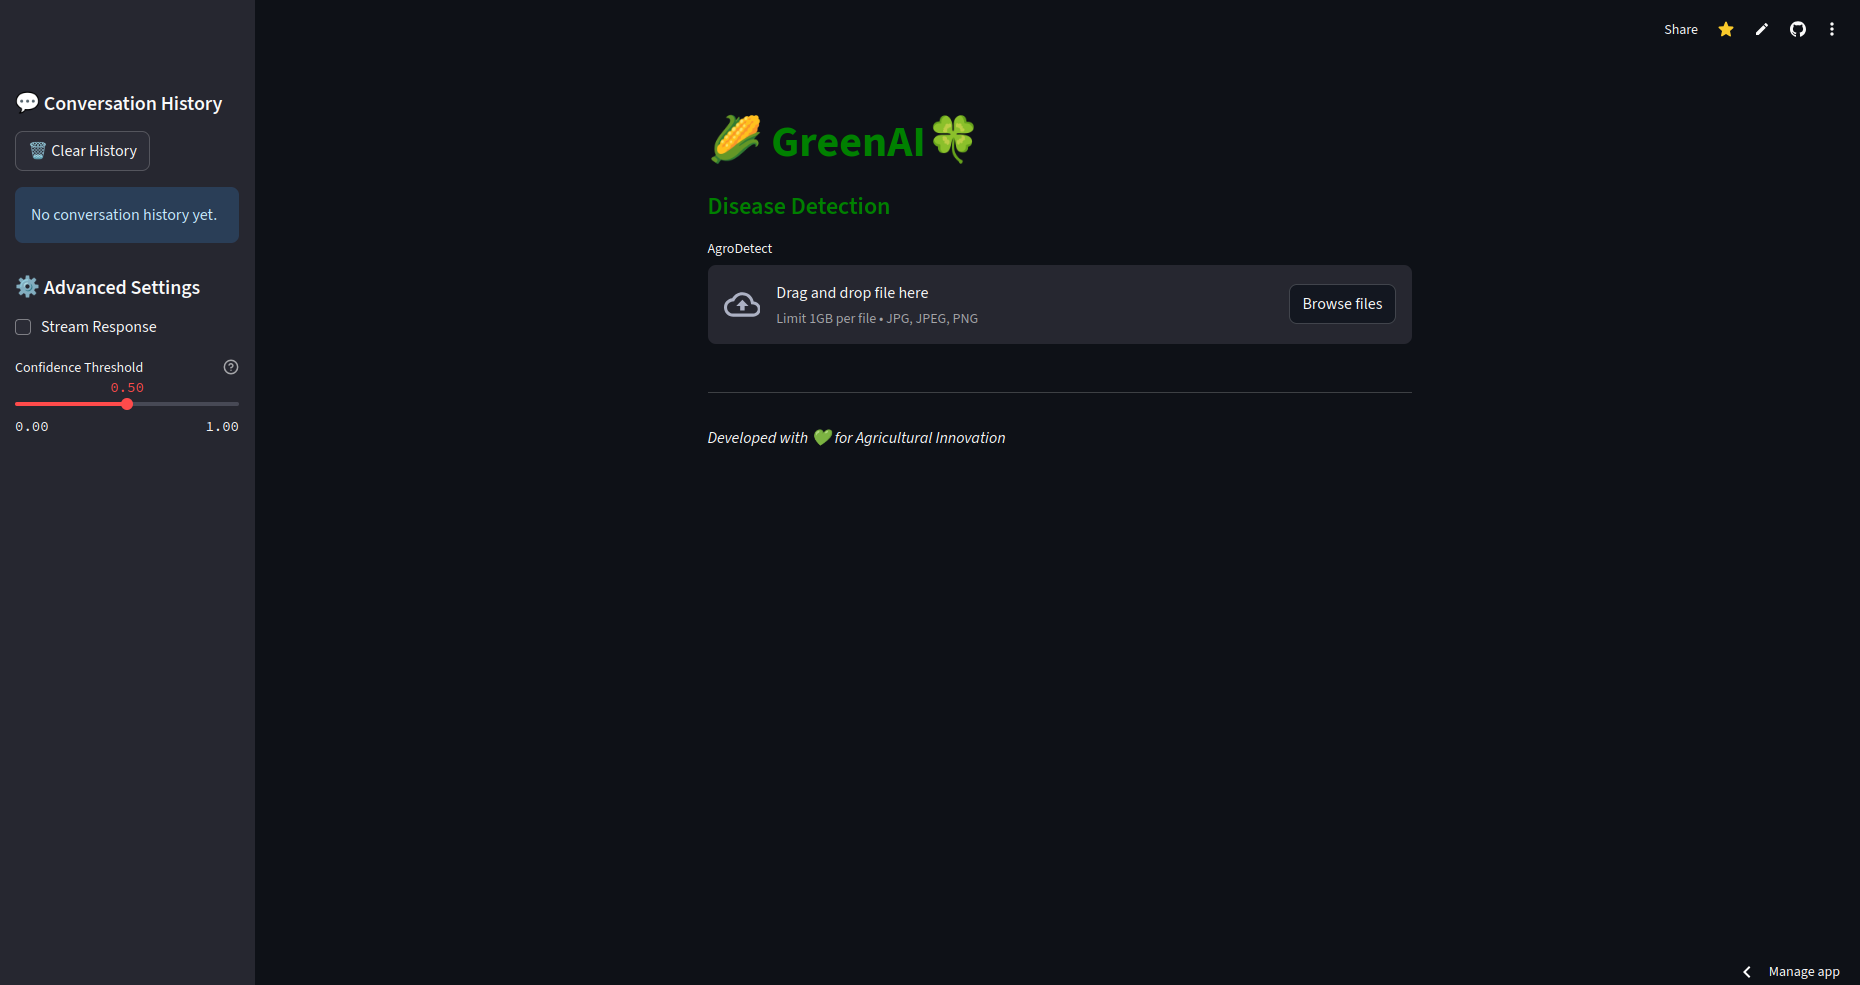 Share
Conversation History
Clear History
No conversation history yet.
Advanced Settings
Stream Response
Confidence Threshold
0.50
0.00 1.00
GreenAI
Disease Detection
AgroDetect
Drag and drop file here
Limit 1GB per file • JPG, JPEG, PNG
Browse files
Developed with 💚 for Agricultural Innovation
Manage app